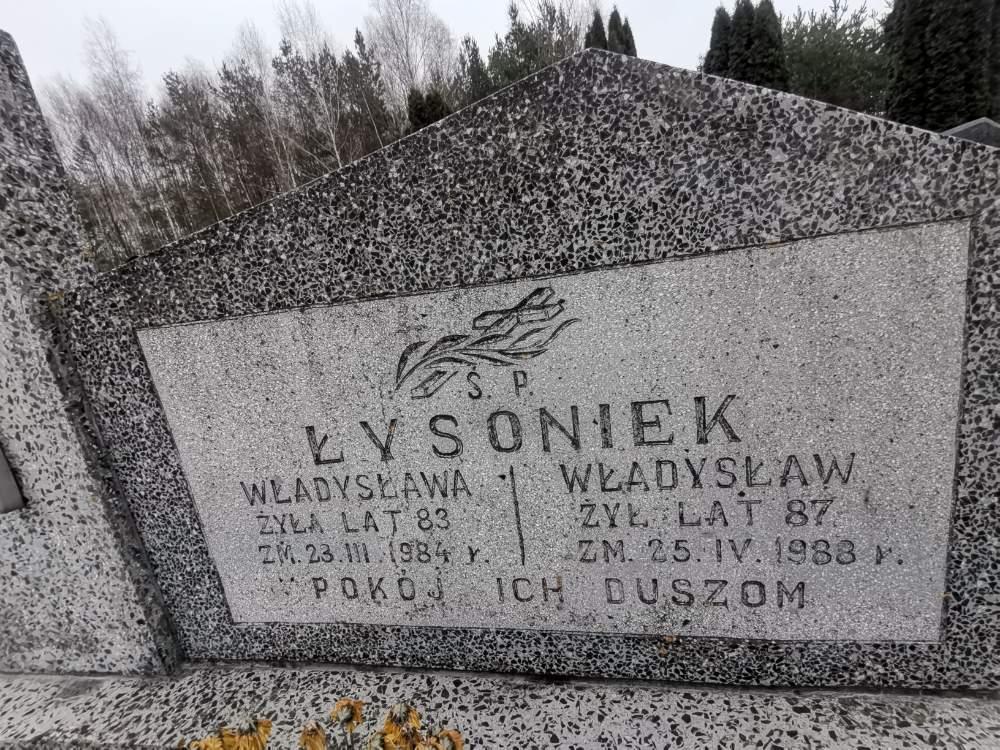 Ś. P.
ŁYSONIEK
WŁADYSŁAWA
ŻYŁA LAT 83
ZM. 23.III.1984 r.
WŁADYSŁAW
ŻYŁ LAT 87
ZM. 25.IV.1988 r.
POKÓJ ICH DUSZOM